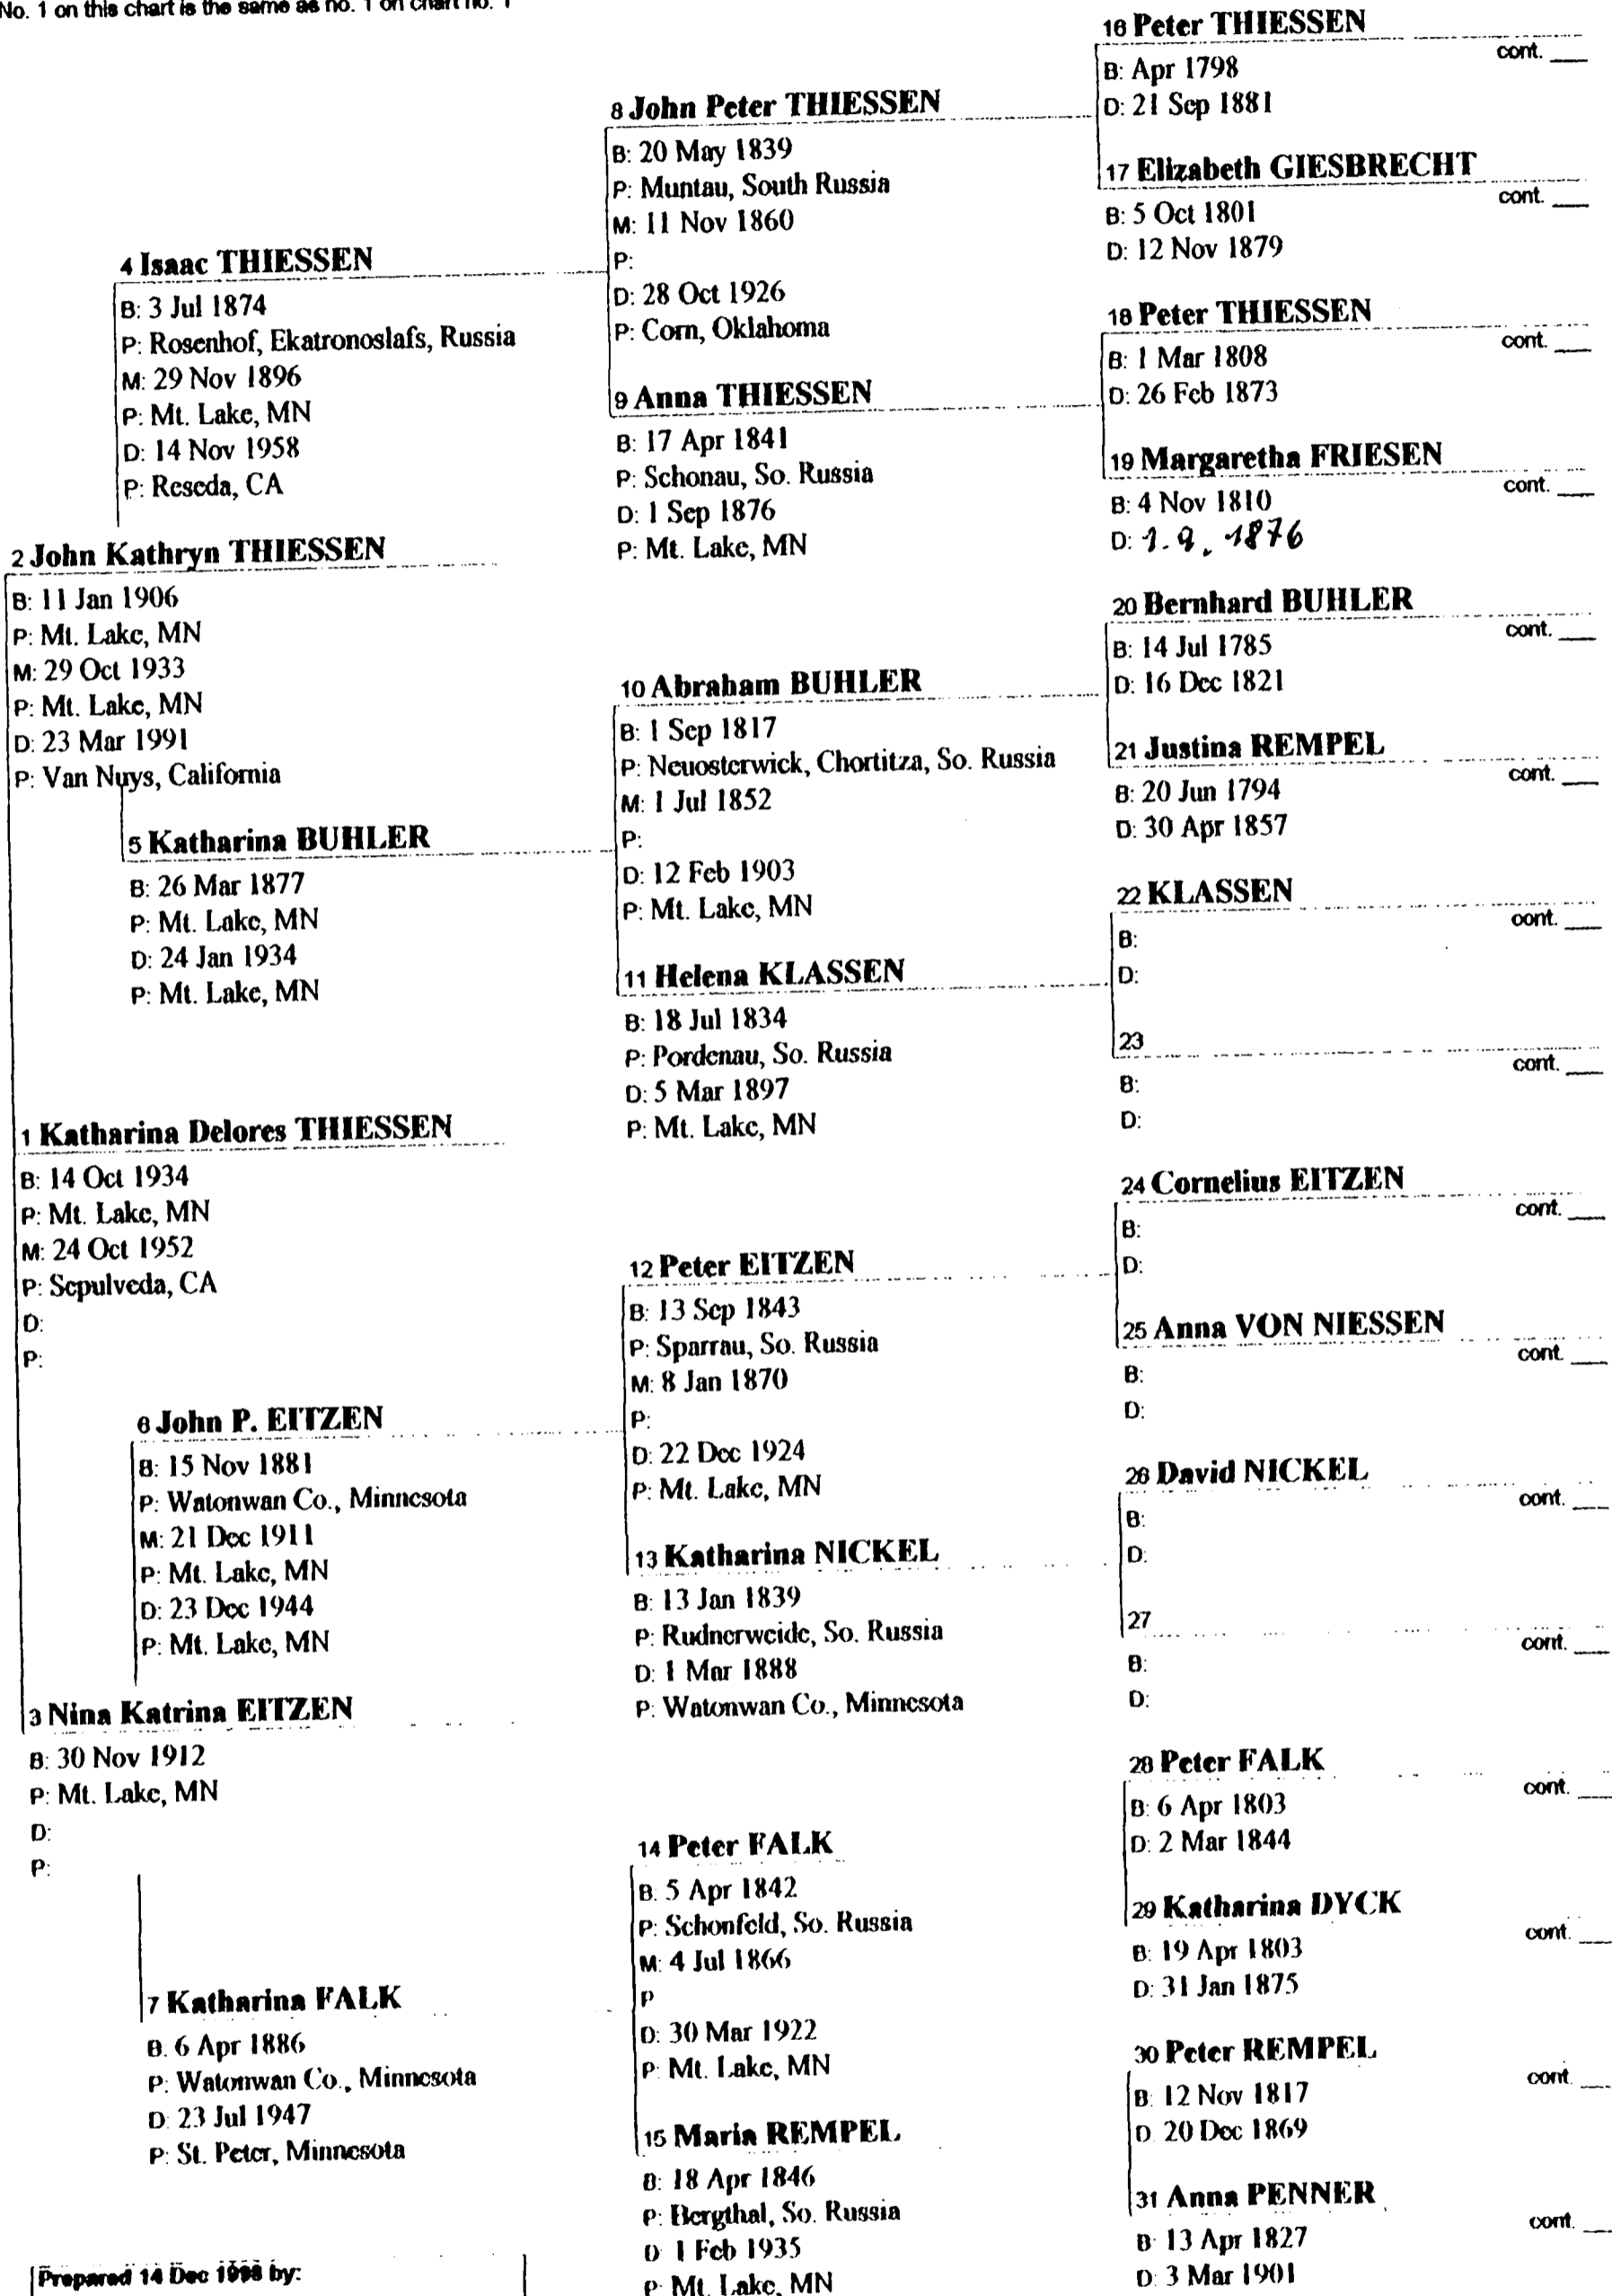 No. 1 on this chart is the same as no. 1 on chart no. 1
16 Peter THIESSEN
cont. ___
B: Apr 1798
D: 21 Sep 1881
8 John Peter THIESSEN
B: 20 May 1839
P: Muntau, South Russia
M: 11 Nov 1860
P:
D: 28 Oct 1926
P: Corn, Oklahoma
17 Elizabeth GIESBRECHT
cont. ___
B: 5 Oct 1801
D: 12 Nov 1879
4 Isaac THIESSEN
B: 3 Jul 1874
P: Rosenhof, Ekatronoslafs, Russia
M: 29 Nov 1896
P: Mt. Lake, MN
D: 14 Nov 1958
P: Reseda, CA
18 Peter THIESSEN
cont. ___
B: 1 Mar 1808
D: 26 Feb 1873
9 Anna THIESSEN
B: 17 Apr 1841
P: Schonau, So. Russia
D: 1 Sep 1876
P: Mt. Lake, MN
19 Margaretha FRIESEN
cont. ___
B: 4 Nov 1810
D: 1.9. 1876
2 John Kathryn THIESSEN
B: 11 Jan 1906
P: Mt. Lake, MN
M: 29 Oct 1933
P: Mt. Lake, MN
D: 23 Mar 1991
P: Van Nuys, California
20 Bernhard BUHLER
cont. ___
B: 14 Jul 1785
D: 16 Dec 1821
10 Abraham BUHLER
B: 1 Sep 1817
P: Neuosterwick, Chortitza, So. Russia
M: 1 Jul 1852
P:
D: 12 Feb 1903
P: Mt. Lake, MN
21 Justina REMPEL
cont. ___
B: 20 Jun 1794
D: 30 Apr 1857
5 Katharina BUHLER
B: 26 Mar 1877
P: Mt. Lake, MN
D: 24 Jan 1934
P: Mt. Lake, MN
22 KLASSEN
cont. ___
B:
D:
11 Helena KLASSEN
B: 18 Jul 1834
P: Pordenau, So. Russia
D: 5 Mar 1897
P: Mt. Lake, MN
23
cont. ___
B:
D:
1 Katharina Delores THIESSEN
B: 14 Oct 1934
P: Mt. Lake, MN
M: 24 Oct 1952
P: Sepulveda, CA
D:
P:
24 Cornelius EITZEN
cont. ___
B:
D:
12 Peter EITZEN
B: 13 Sep 1843
P: Sparrau, So. Russia
M: 8 Jan 1870
P:
D: 22 Dec 1924
P: Mt. Lake, MN
25 Anna VON NIESSEN
cont. ___
B:
D:
6 John P. EITZEN
B: 15 Nov 1881
P: Watonwan Co., Minnesota
M: 21 Dec 1911
P: Mt. Lake, MN
D: 23 Dec 1944
P: Mt. Lake, MN
26 David NICKEL
cont. ___
B:
D:
13 Katharina NICKEL
B: 13 Jan 1839
P: Rudnerweide, So. Russia
D: 1 Mar 1888
P: Watonwan Co., Minnesota
27
cont. ___
B:
D:
3 Nina Katrina EITZEN
B: 30 Nov 1912
P: Mt. Lake, MN
D:
P:
28 Peter FALK
cont. ___
B: 6 Apr 1803
D: 2 Mar 1844
14 Peter FALK
B: 5 Apr 1842
P: Schonfeld, So. Russia
M: 4 Jul 1866
P
D: 30 Mar 1922
P: Mt. Lake, MN
29 Katharina DYCK
cont. ___
B: 19 Apr 1803
D: 31 Jan 1875
7 Katharina FALK
B. 6 Apr 1886
P: Watonwan Co., Minnesota
D: 23 Jul 1947
P: St. Peter, Minnesota
30 Peter REMPEL
cont. ___
B: 12 Nov 1817
D. 20 Dec 1869
15 Maria REMPEL
B: 18 Apr 1846
P: Bergthal, So. Russia
D 1 Feb 1935
P: Mt. Lake, MN
31 Anna PENNER
cont. ___
B: 13 Apr 1827
D: 3 Mar 1901
Prepared 14 Dec 1998 by: